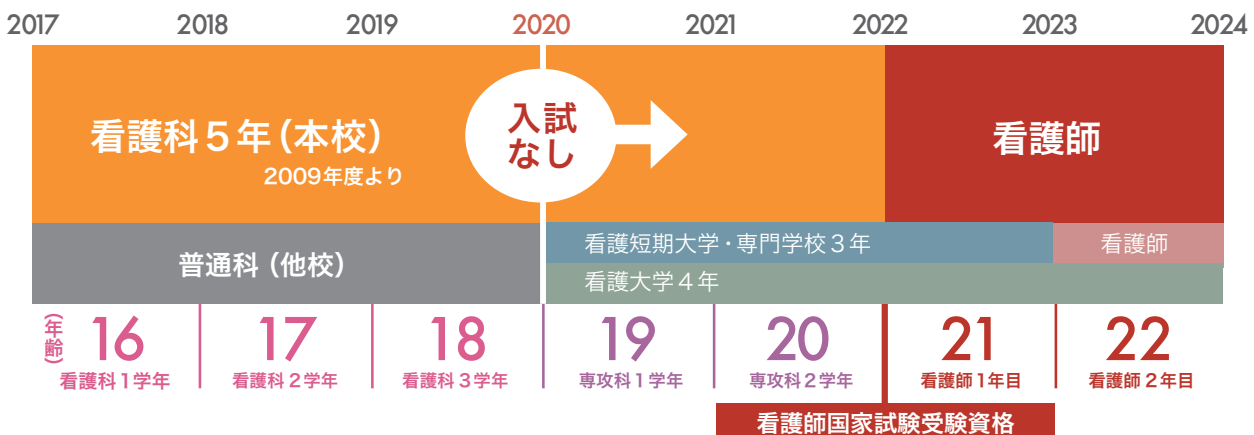 2017 2018 2019 2020 2021 2022 2023 2024
看護科5年(本校)
2009年度より
入試
なし
看護師
普通科(他校)
看護短期大学・専門学校3年
看護師
看護大学4年
(年齢)
16 17 18 19 20 21 22
看護科1学年 看護科2学年 看護科3学年 専攻科1学年 専攻科2学年 看護師1年目 看護師2年目
看護師国家試験受験資格